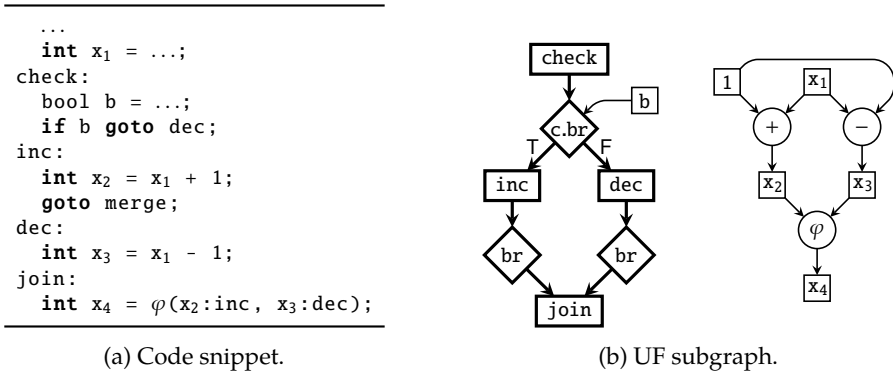 ...
int x1 = ...;
check:
bool b = ...;
if b goto dec;
inc:
int x2 = x1 + 1;
goto merge;
dec:
int x3 = x1 - 1;
join:
int x4 = φ(x2:inc, x3:dec);
(a) Code snippet.
check
b
c.br
T F
inc dec
br br
join
1 x1
+ −
x2 x3
φ
x4
(b) UF subgraph.